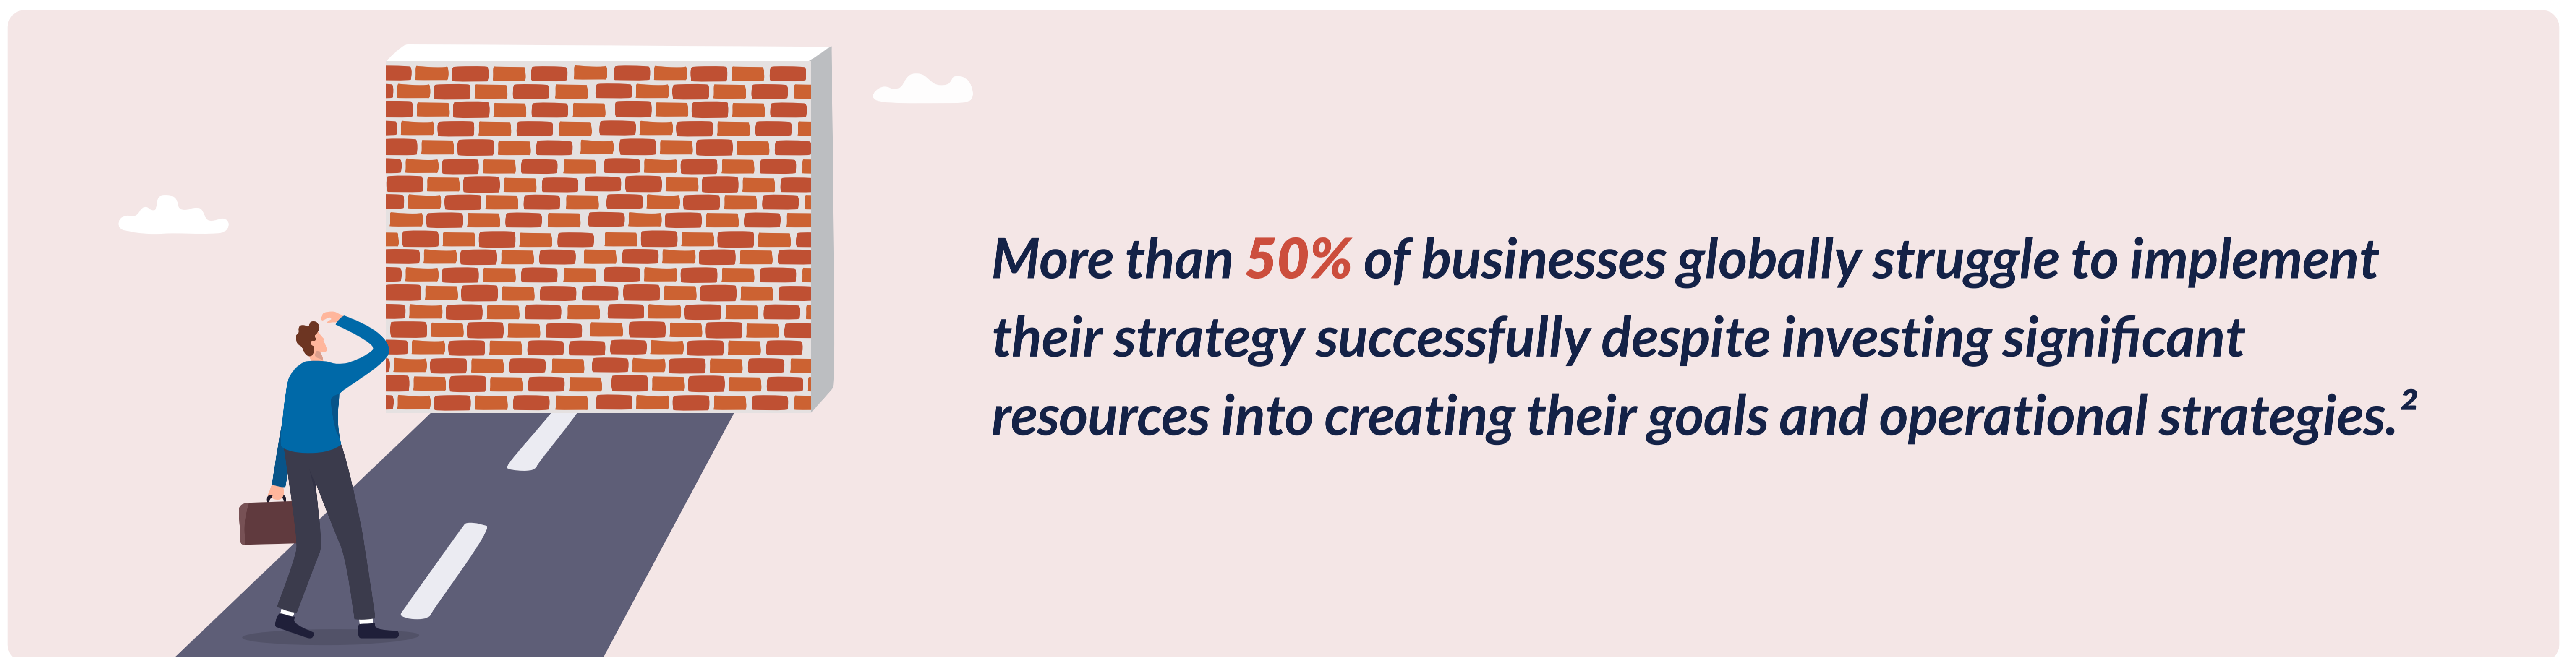 More than 50% of businesses globally struggle to implement
their strategy successfully despite investing significant
resources into creating their goals and operational strategies.²